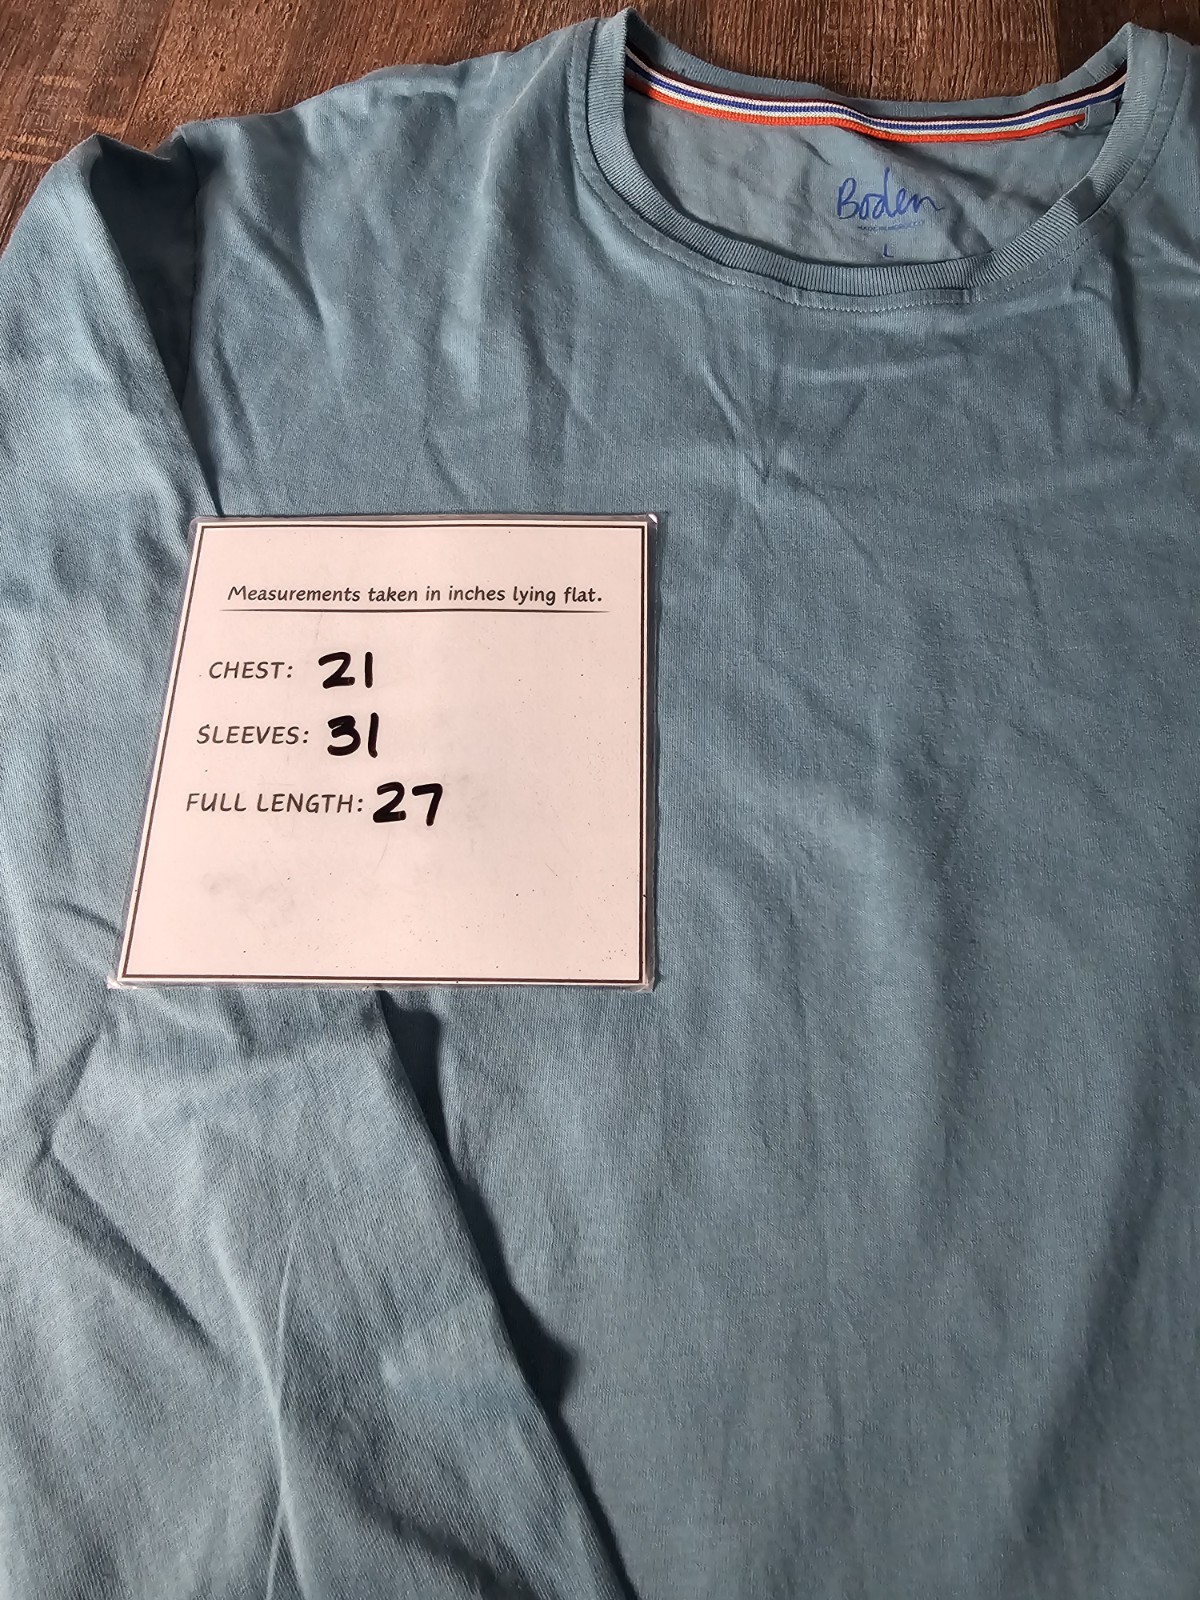 Boden
L
Measurements taken in inches lying flat.
CHEST: 21
SLEEVES: 31
FULL LENGTH: 27